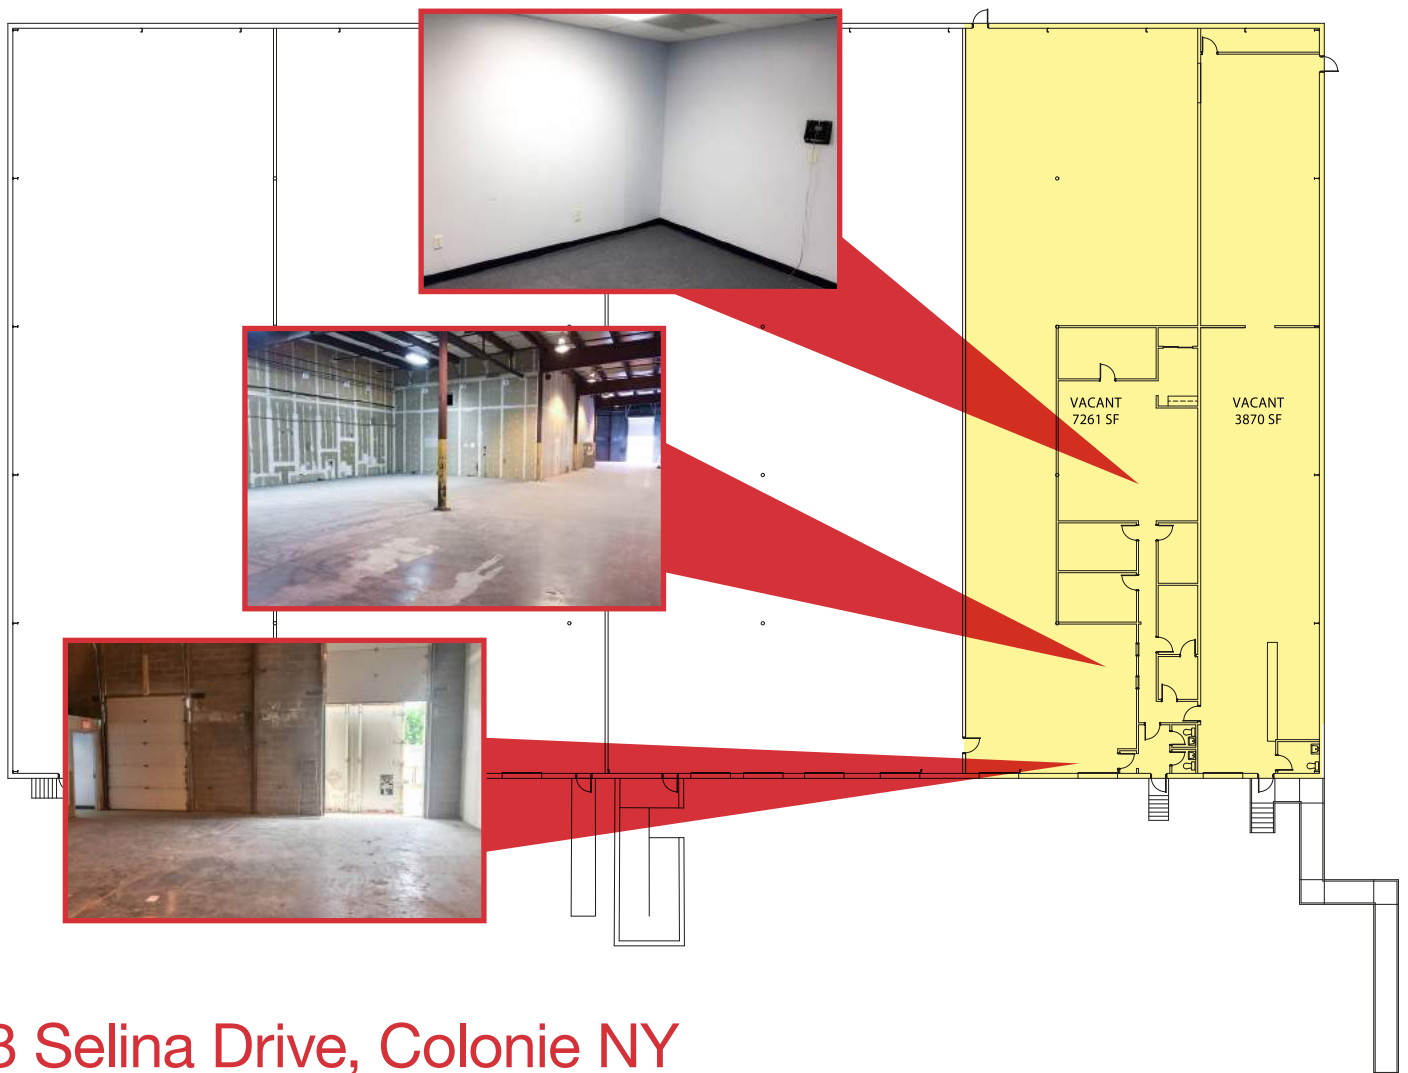 VACANT
7261 SF
VACANT
3870 SF
3 Selina Drive, Colonie NY